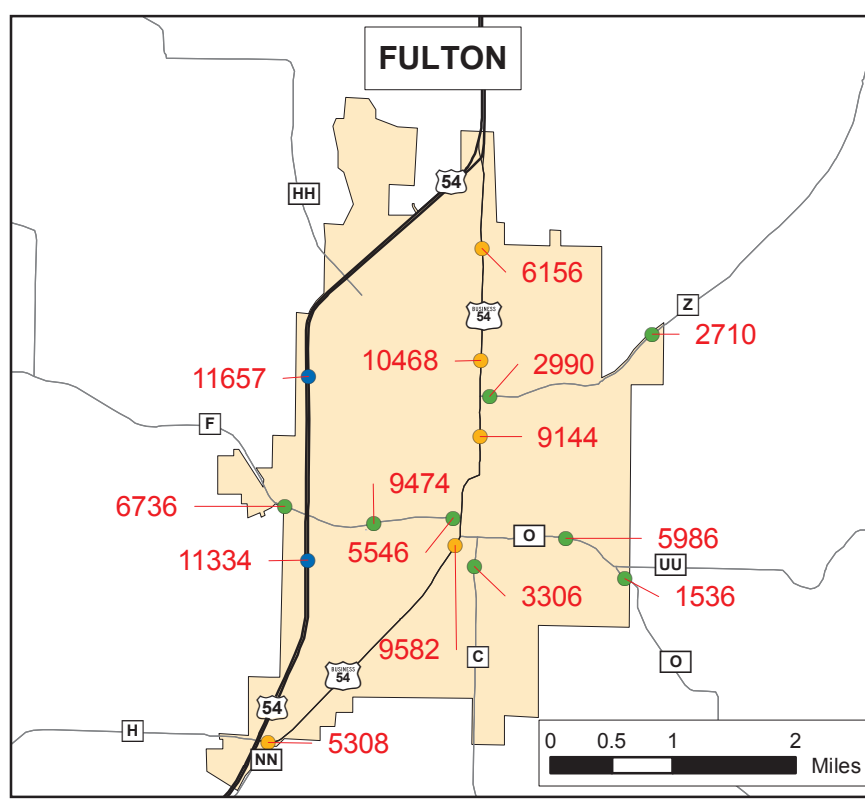 FULTON
54
HH
6156
BUSINESS
54
Z
2710
10468
2990
11657
F
9144
9474
6736
5546
O
5986
11334
UU
3306
1536
9582
C
O
BUSINESS
54
54
H
5308
NN
0 0.5 1 2
Miles